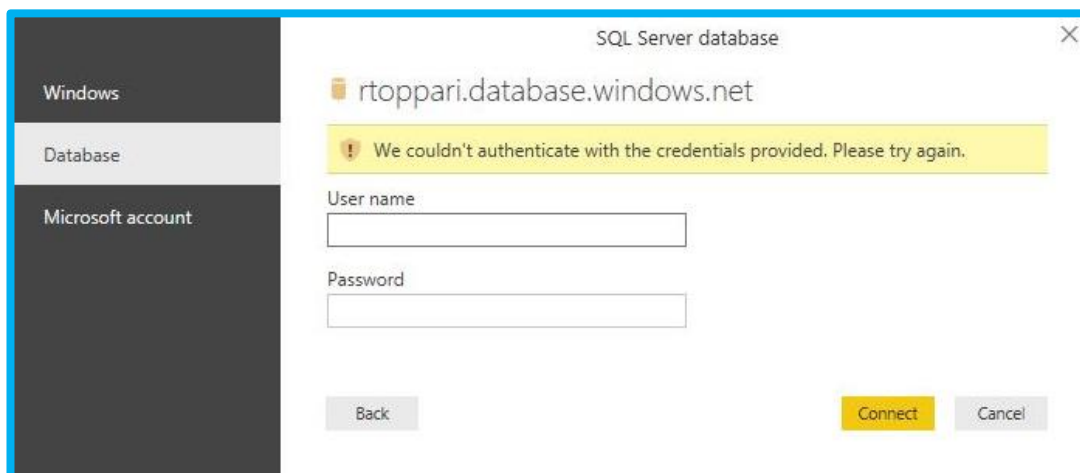 SQL Server database
Windows
Database
Microsoft account
rtoppari.database.windows.net
We couldn't authenticate with the credentials provided. Please try again.
User name
Password
Back
Connect
Cancel